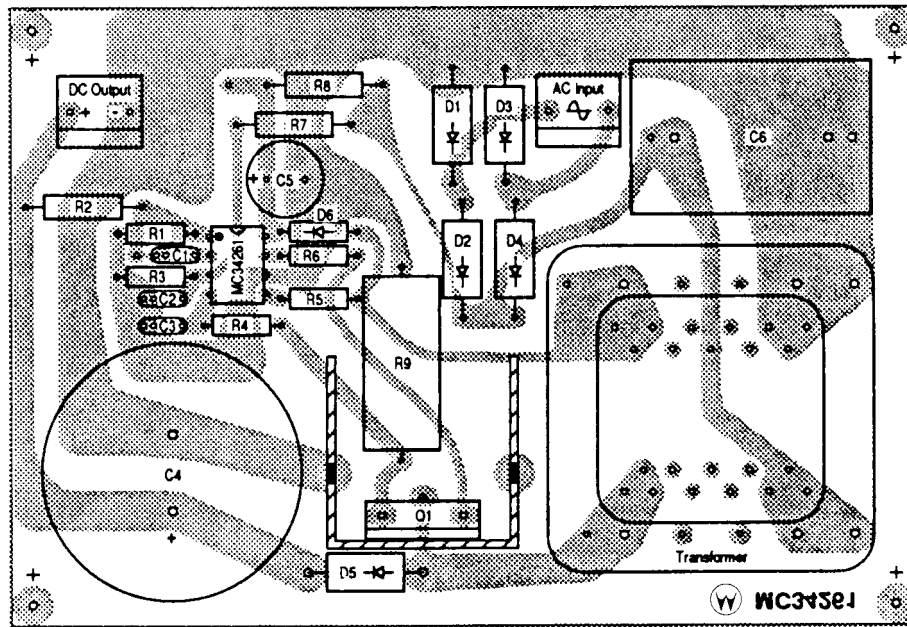 DC Output
+ -
R8
R7
D1
D3
AC Input
C6
+ C5
R2
R1
D6
C1
MC34261
R6
D2
D4
R3
C2
R5
C3
R4
R9
C4
+
Q1
D5
Transformer
MC34261